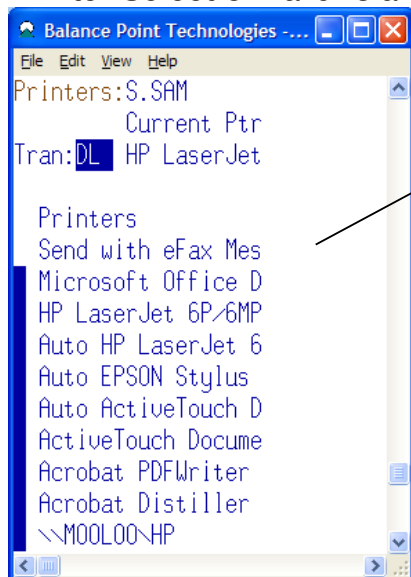 Balance Point Technologies -...
File Edit View Help
Printers:S.SAM
Current Ptr
Tran:DL HP LaserJet
Printers
Send with eFax Mes
Microsoft Office D
HP LaserJet 6P/6MP
Auto HP LaserJet 6
Auto EPSON Stylus
Auto ActiveTouch D
ActiveTouch Docume
Acrobat PDFWriter
Acrobat Distiller
\\MOOLOO\HP